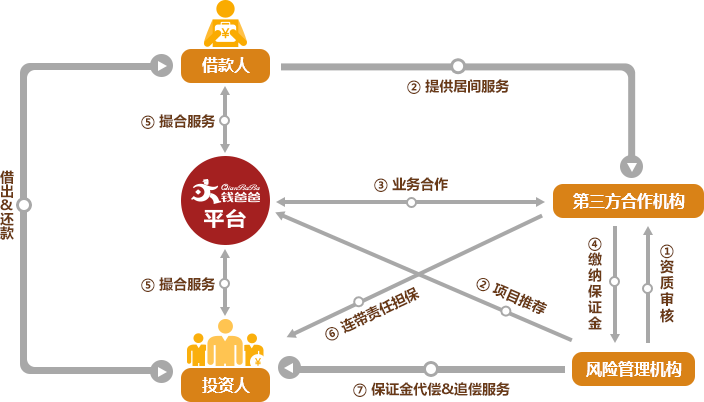 ¥
借款人
② 提供居间服务
⑤ 撮合服务
借出&还款
QianBaBa
钱爸爸
平台
③ 业务合作
第三方合作机构
④缴纳保证金
①资质审核
② 项目推荐
⑤ 撮合服务
⑥ 连带责任担保
¥
投资人
风险管理机构
⑦ 保证金代偿&追偿服务